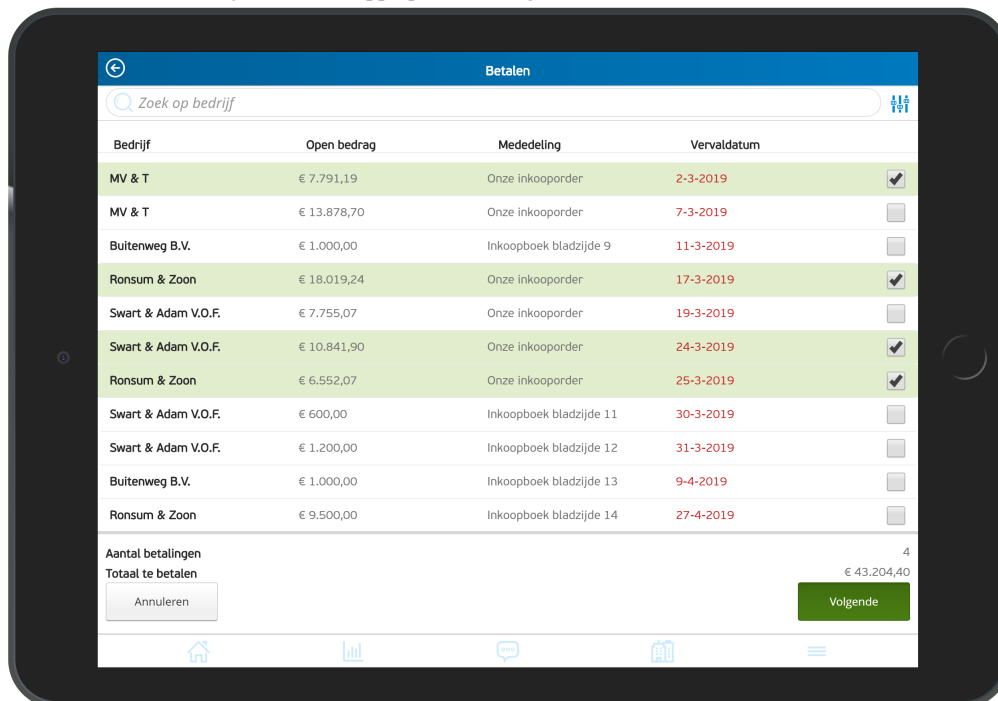 Betalen
Zoek op bedrijf
Bedrijf Open bedrag Mededeling Vervaldatum
MV & T € 7.791,19 Onze inkooporder 2-3-2019
MV & T € 13.878,70 Onze inkooporder 7-3-2019
Buitenweg B.V. € 1.000,00 Inkoopboek bladzijde 9 11-3-2019
Ronsum & Zoon € 18.019,24 Onze inkooporder 17-3-2019
Swart & Adam V.O.F. € 7.755,07 Onze inkooporder 19-3-2019
Swart & Adam V.O.F. € 10.841,90 Onze inkooporder 24-3-2019
Ronsum & Zoon € 6.552,07 Onze inkooporder 25-3-2019
Swart & Adam V.O.F. € 600,00 Inkoopboek bladzijde 11 30-3-2019
Swart & Adam V.O.F. € 1.200,00 Inkoopboek bladzijde 12 31-3-2019
Buitenweg B.V. € 1.000,00 Inkoopboek bladzijde 13 9-4-2019
Ronsum & Zoon € 9.500,00 Inkoopboek bladzijde 14 27-4-2019
Aantal betalingen 4
Totaal te betalen € 43.204,40
Annuleren Volgende